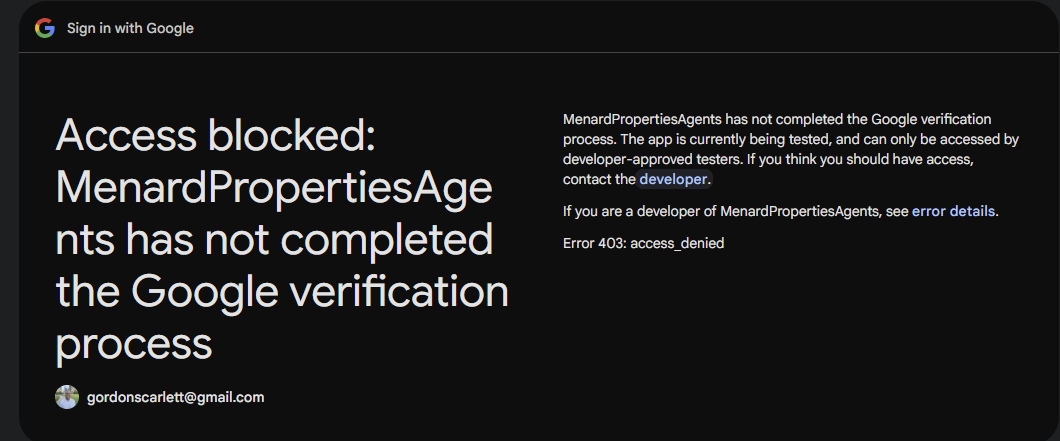 Sign in with Google
Access blocked:
MenardPropertiesAge
nts has not completed
the Google verification
process
gordonscarlett@gmail.com
MenardPropertiesAgents has not completed the Google verification
process. The app is currently being tested, and can only be accessed by
developer-approved testers. If you think you should have access,
contact the developer.
If you are a developer of MenardPropertiesAgents, see error details.
Error 403: access_denied